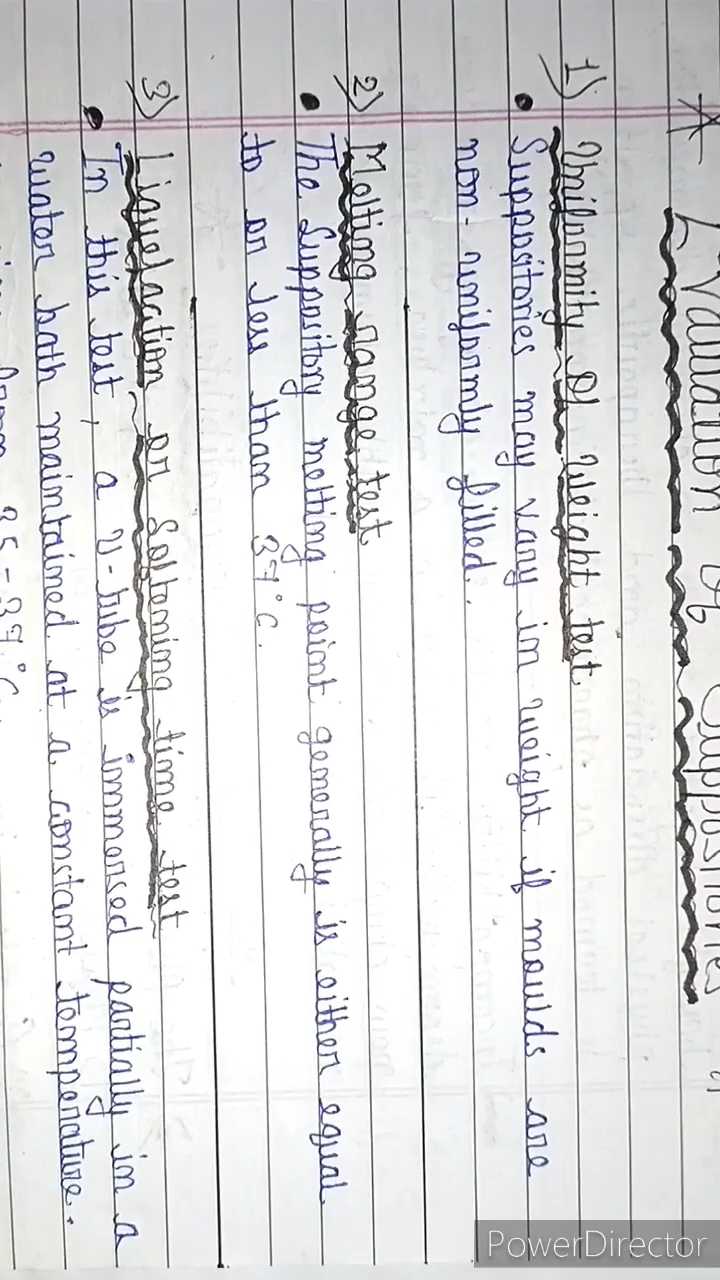 * Evaluation of Suppositories
1) Uniformity of Weight test
• Suppositories may vary in weight if moulds are
non-uniformly filled.
2) Melting range test
• The Suppository melting point generally is either equal
to or less than 37°C.
3) Liquefaction or Softening time test
• In this test, a U-tube is immersed partially in a
water bath maintained at a constant temperature.
35-37°C
PowerDirector